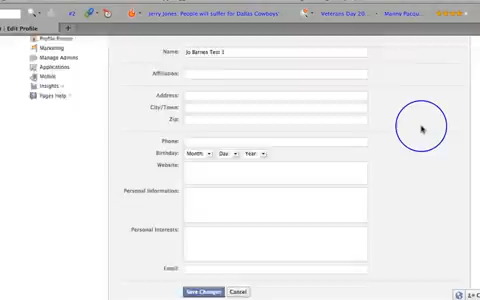 #2 Jerry Jones: People will suffer for Dallas Cowboys' Veterans Day 20... Manny Pacqu...
: Edit Profile
Marketing
Manage Admins
Applications
Mobile
Insights »
Pages Help »
Name: Jo Barnes Test 1
Affiliation:
Address:
City/Town:
Zip:
Phone:
Birthday: Month Day Year
Website:
Personal Information:
Personal Interests:
Email:
Save Changes Cancel